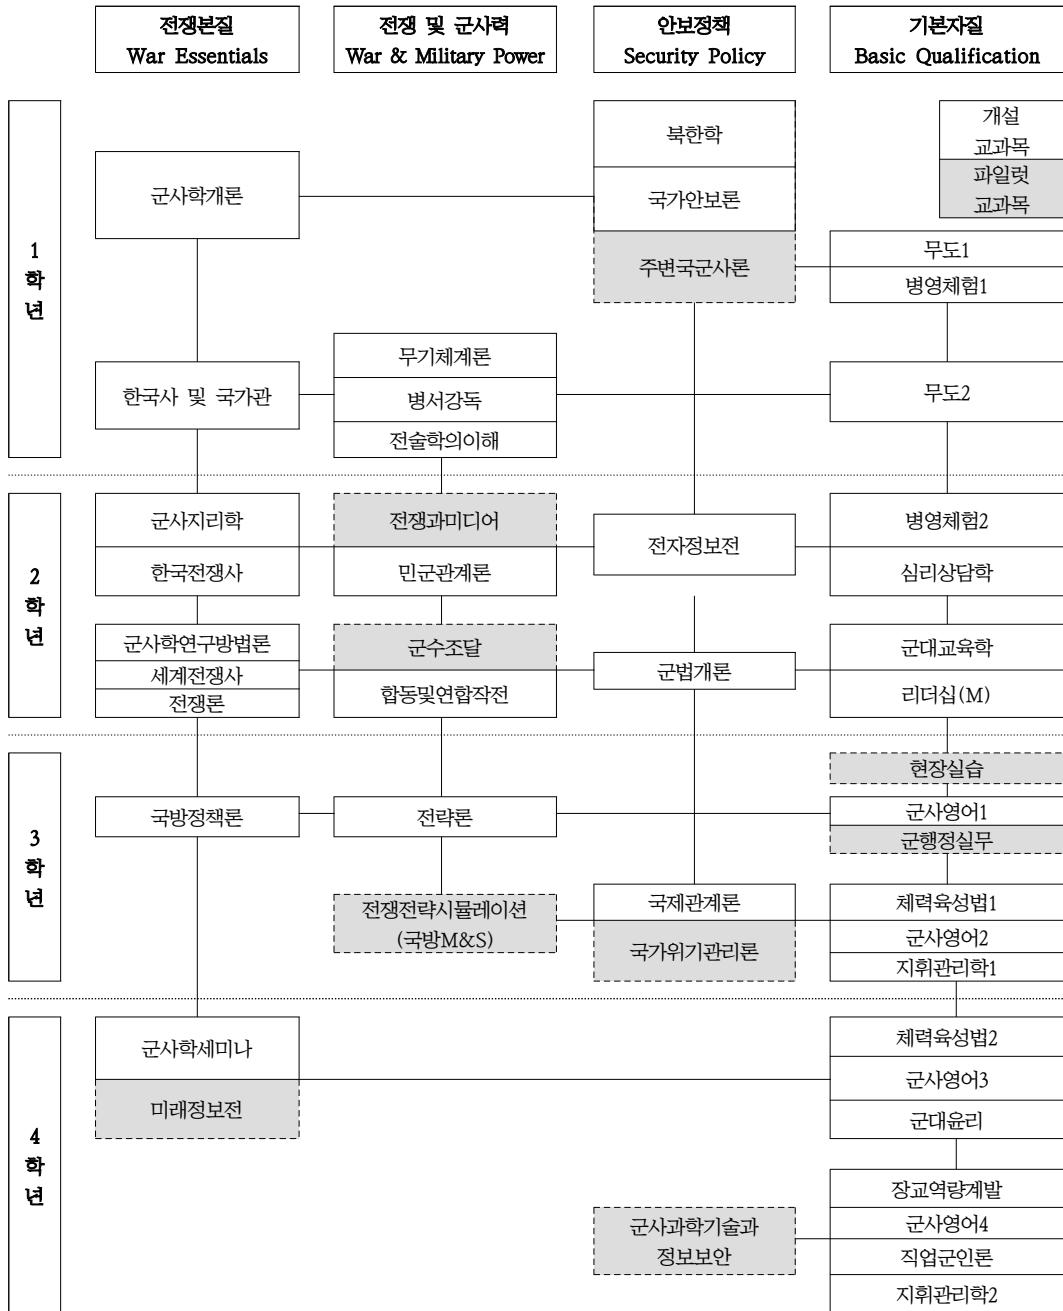 전쟁본질
War Essentials
전쟁 및 군사력
War & Military Power
안보정책
Security Policy
기본자질
Basic Qualification
개설
교과목
파일럿
교과목
1
학
년
군사학개론
북한학
국가안보론
주변국군사론
무도1
병영체험1
한국사 및 국가관
무기체계론
병서강독
전술학의이해
무도2
2
학
년
군사지리학
한국전쟁사
전쟁과미디어
민군관계론
전자정보전
병영체험2
심리상담학
군사학연구방법론
세계전쟁사
전쟁론
군수조달
합동및연합작전
군법개론
군대교육학
리더십(M)
3
학
년
현장실습
국방정책론
전략론
군사영어1
군행정실무
전쟁전략시뮬레이션
(국방M&S)
국제관계론
국가위기관리론
체력육성법1
군사영어2
지휘관리학1
4
학
년
군사학세미나
미래정보전
체력육성법2
군사영어3
군대윤리
군사과학기술과
정보보안
장교역량계발
군사영어4
직업군인론
지휘관리학2